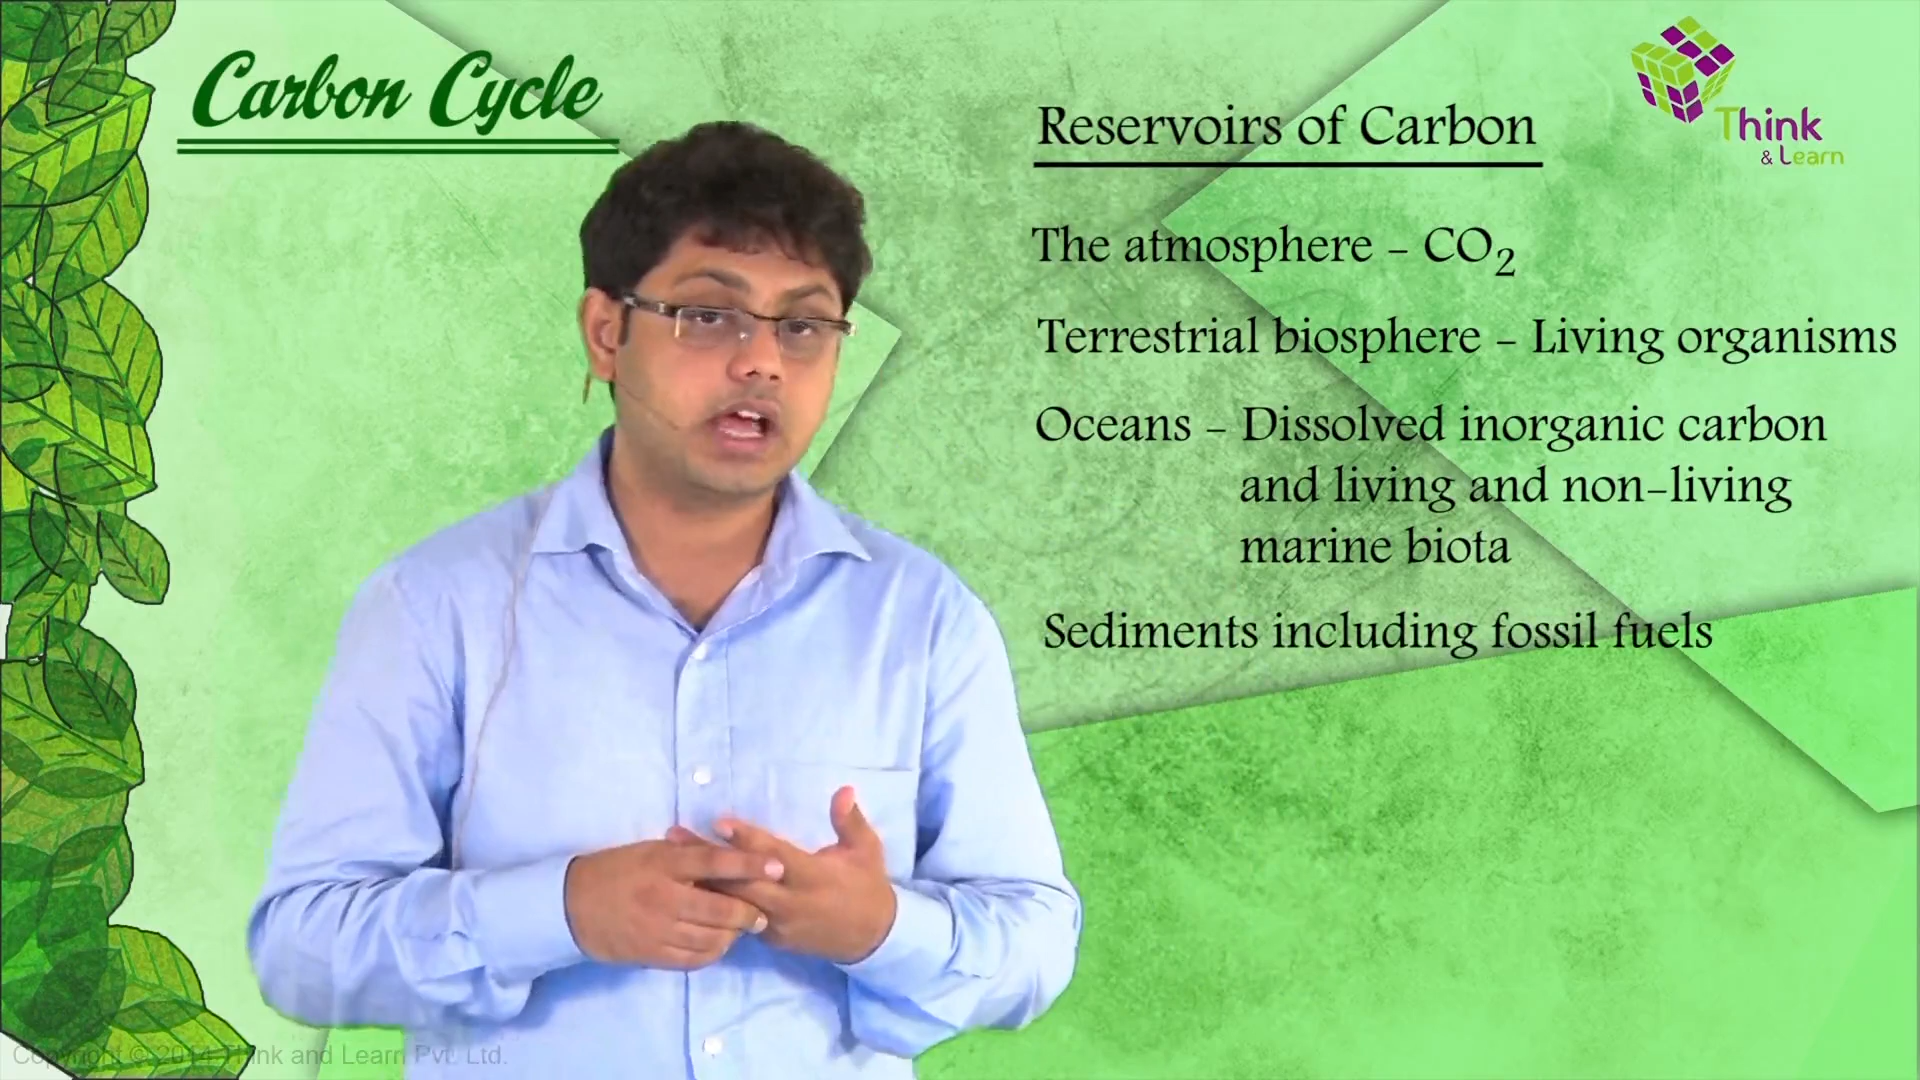 Carbon Cycle
Reservoirs of Carbon
Think
& Learn
The atmosphere - CO₂
Terrestrial biosphere - Living organisms
Oceans - Dissolved inorganic carbon
and living and non-living
marine biota
Sediments including fossil fuels
Copyright © 2014 Think and Learn Pvt. Ltd.